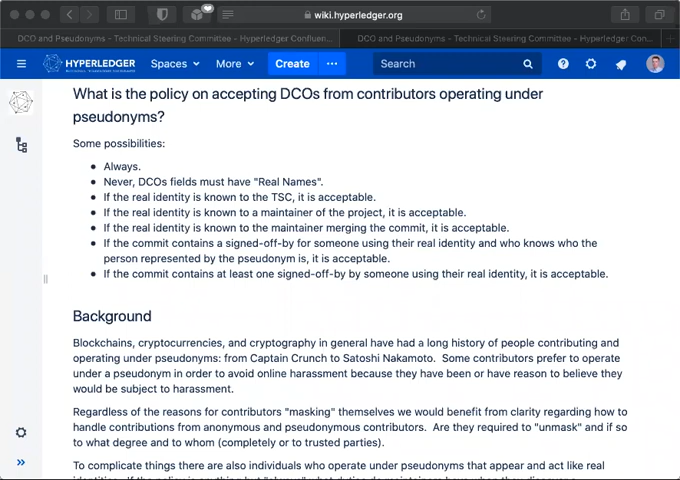 wiki.hyperledger.org
DCO and Pseudonyms - Technical Steering Committee - Hyperledger Confluen...
DCO and Pseudonyms - Technical Steering Committee - Hyperledger Con...
HYPERLEDGER
Spaces
More
Create
Search
What is the policy on accepting DCOs from contributors operating under
pseudonyms?
Some possibilities:
• Always.
• Never, DCOs fields must have "Real Names".
• If the real identity is known to the TSC, it is acceptable.
• If the real identity is known to a maintainer of the project, it is acceptable.
• If the real identity is known to the maintainer merging the commit, it is acceptable.
• If the commit contains a signed-off-by for someone using their real identity and who knows who the
person represented by the pseudonym is, it is acceptable.
• If the commit contains at least one signed-off-by by someone using their real identity, it is acceptable.
Background
Blockchains, cryptocurrencies, and cryptography in general have had a long history of people contributing and
operating under pseudonyms: from Captain Crunch to Satoshi Nakamoto. Some contributors prefer to operate
under a pseudonym in order to avoid online harassment because they have been or have reason to believe they
would be subject to harassment.
Regardless of the reasons for contributors "masking" themselves we would benefit from clarity regarding how to
handle contributions from anonymous and pseudonymous contributors. Are they required to "unmask" and if so
to what degree and to whom (completely or to trusted parties).
To complicate things there are also individuals who operate under pseudonyms that appear and act like real